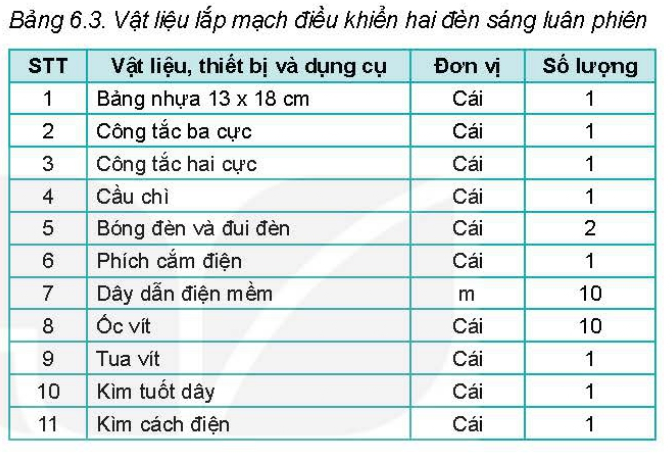 Bảng 6.3. Vật liệu lắp mạch điều khiển hai đèn sáng luân phiên
STT Vật liệu, thiết bị và dụng cụ Đơn vị Số lượng
1 Bảng nhựa 13 x 18 cm Cái 1
2 Công tắc ba cực Cái 1
3 Công tắc hai cực Cái 1
4 Cầu chì Cái 1
5 Bóng đèn và đui đèn Cái 2
6 Phích cắm điện Cái 1
7 Dây dẫn điện mềm m 10
8 Ốc vít Cái 10
9 Tua vít Cái 1
10 Kìm tuốt dây Cái 1
11 Kìm cách điện Cái 1